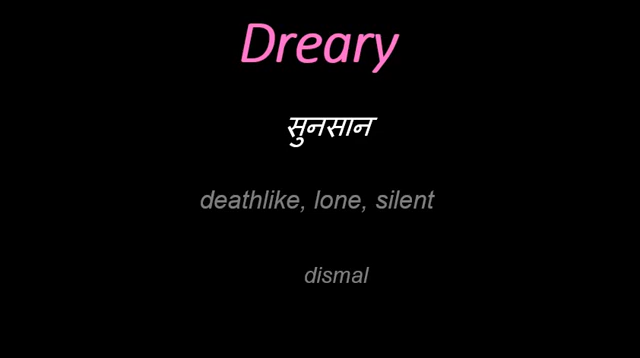 Dreary
सुनसान
deathlike, lone, silent
dismal